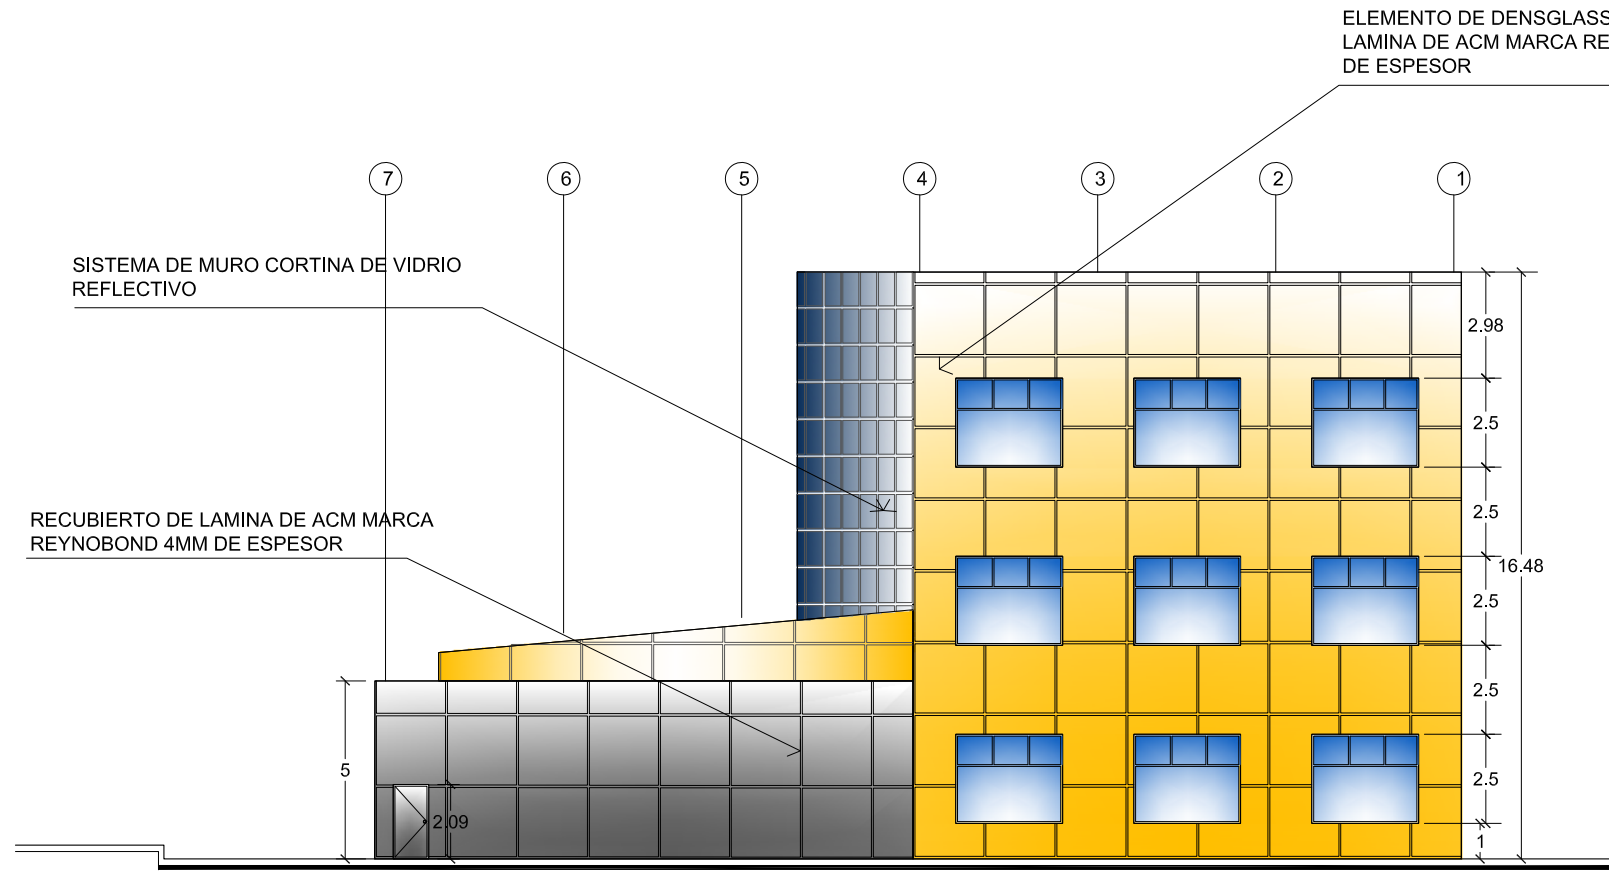 ELEMENTO DE DENSGLASS
LAMINA DE ACM MARCA RE
DE ESPESOR
7 6 5 4 3 2 1
SISTEMA DE MURO CORTINA DE VIDRIO
REFLECTIVO
2.98
2.5
2.5
RECUBIERTO DE LAMINA DE ACM MARCA
REYNOBOND 4MM DE ESPESOR
16.48
2.5
2.5
5
2.5
2.09
1